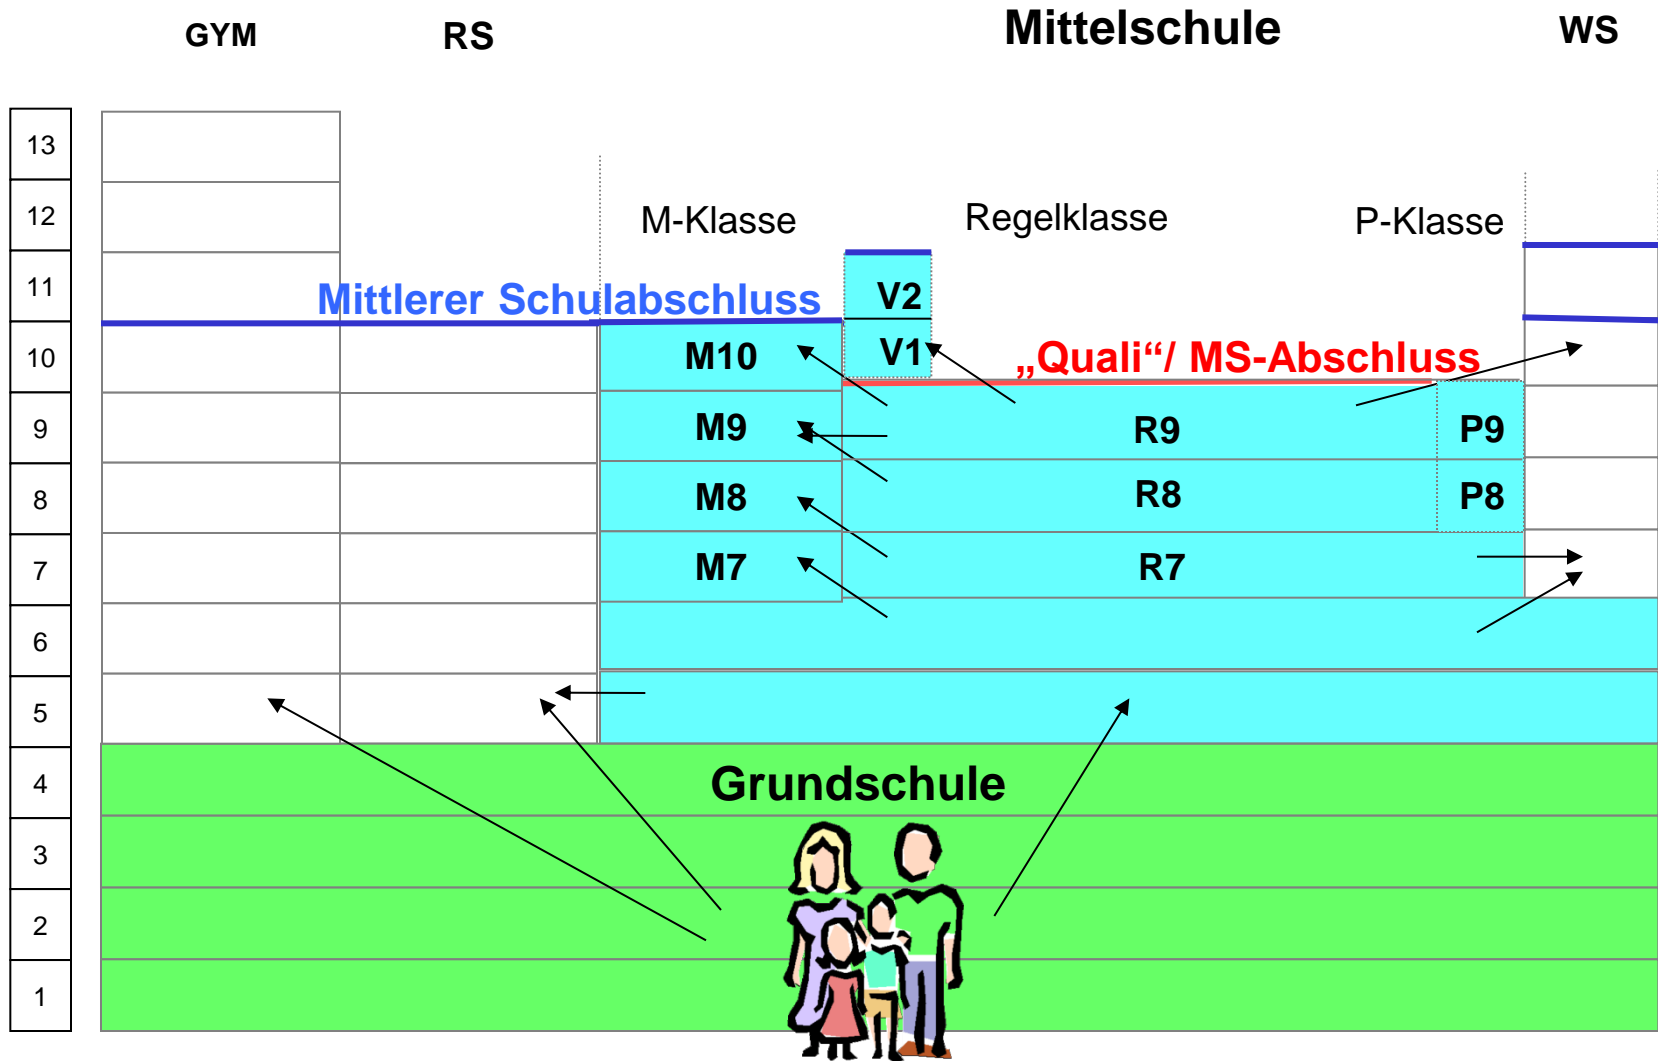 GYM RS Mittelschule WS
13
12 M-Klasse Regelklasse P-Klasse
11 Mittlerer Schulabschluss V2
10 M10 V1 „Quali“/ MS-Abschluss
9 M9 R9 P9
8 M8 R8 P8
7 M7 R7
6
5
4 Grundschule
3
2
1